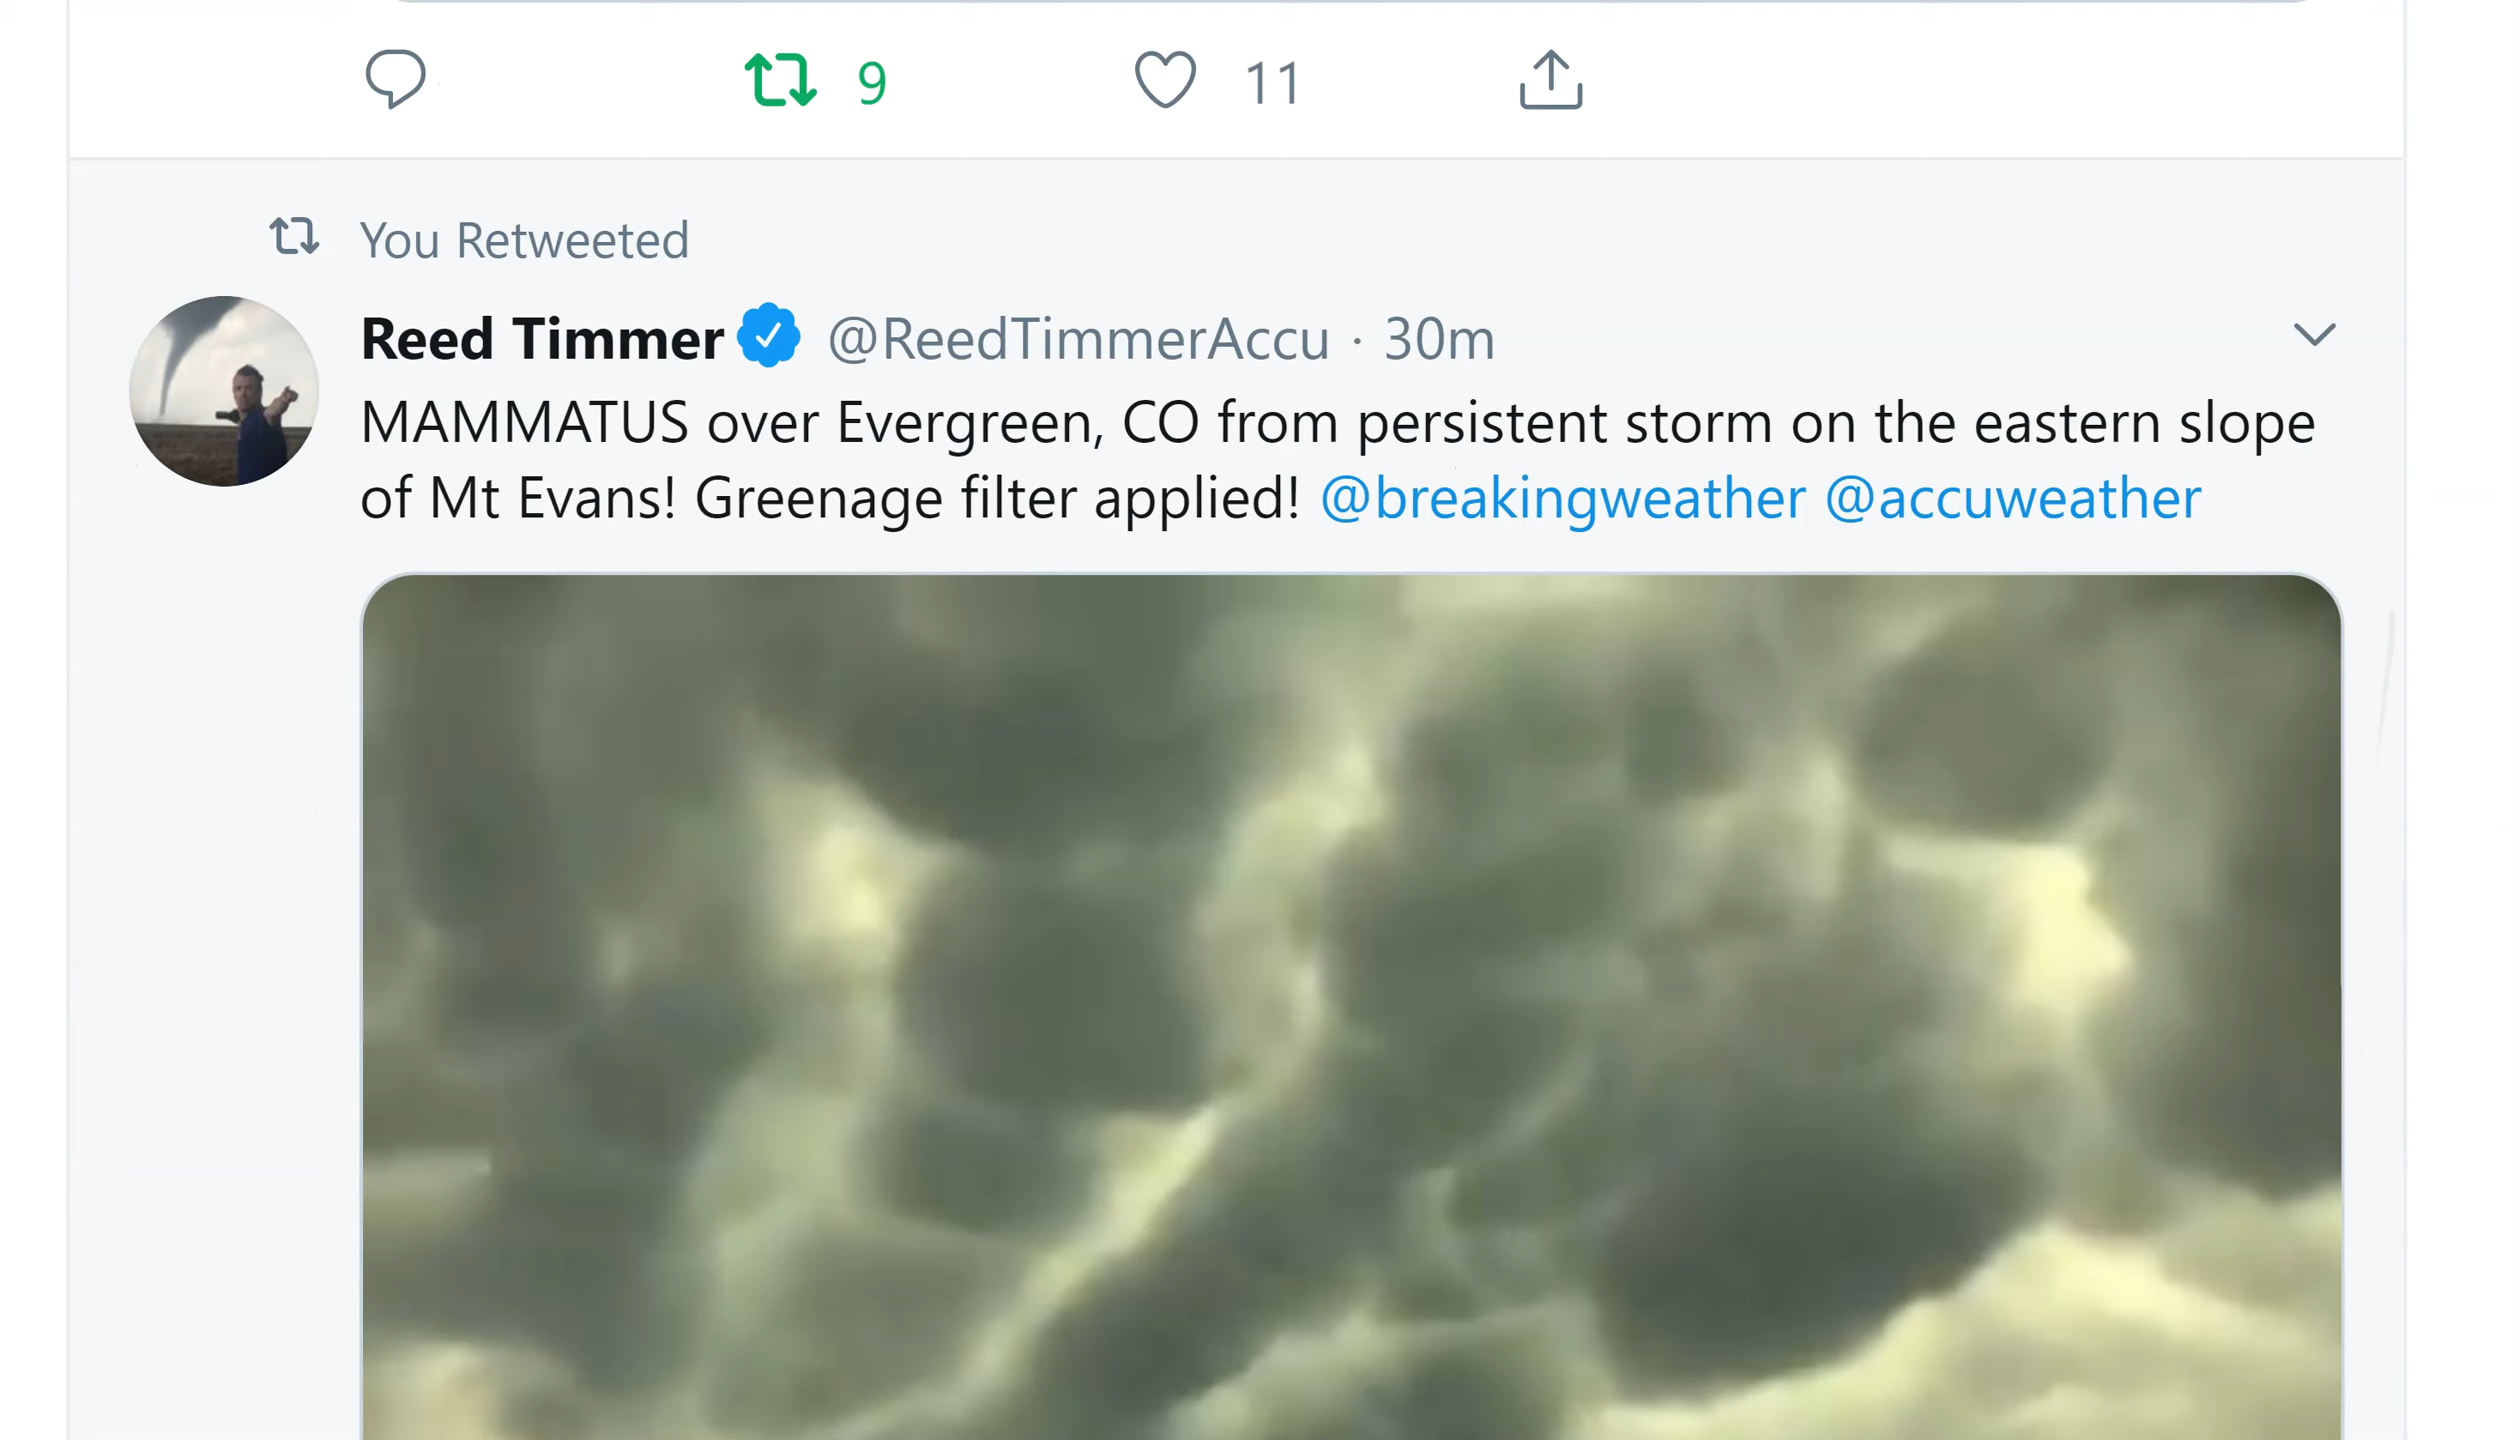 9 11
You Retweeted
Reed Timmer @ReedTimmerAccu · 30m
MAMMATUS over Evergreen, CO from persistent storm on the eastern slope
of Mt Evans! Greenage filter applied! @breakingweather @accuweather